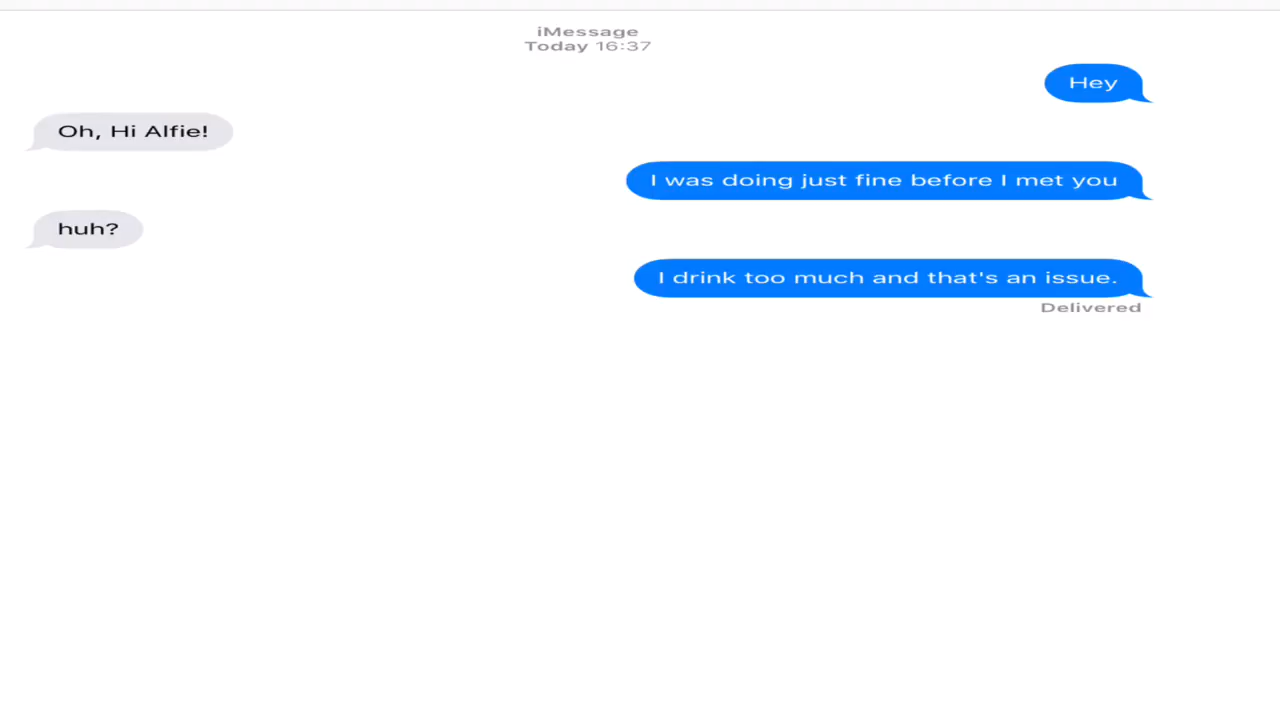 iMessage
Today 16:37
Hey
Oh, Hi Alfie!
I was doing just fine before I met you
huh?
I drink too much and that's an issue.
Delivered